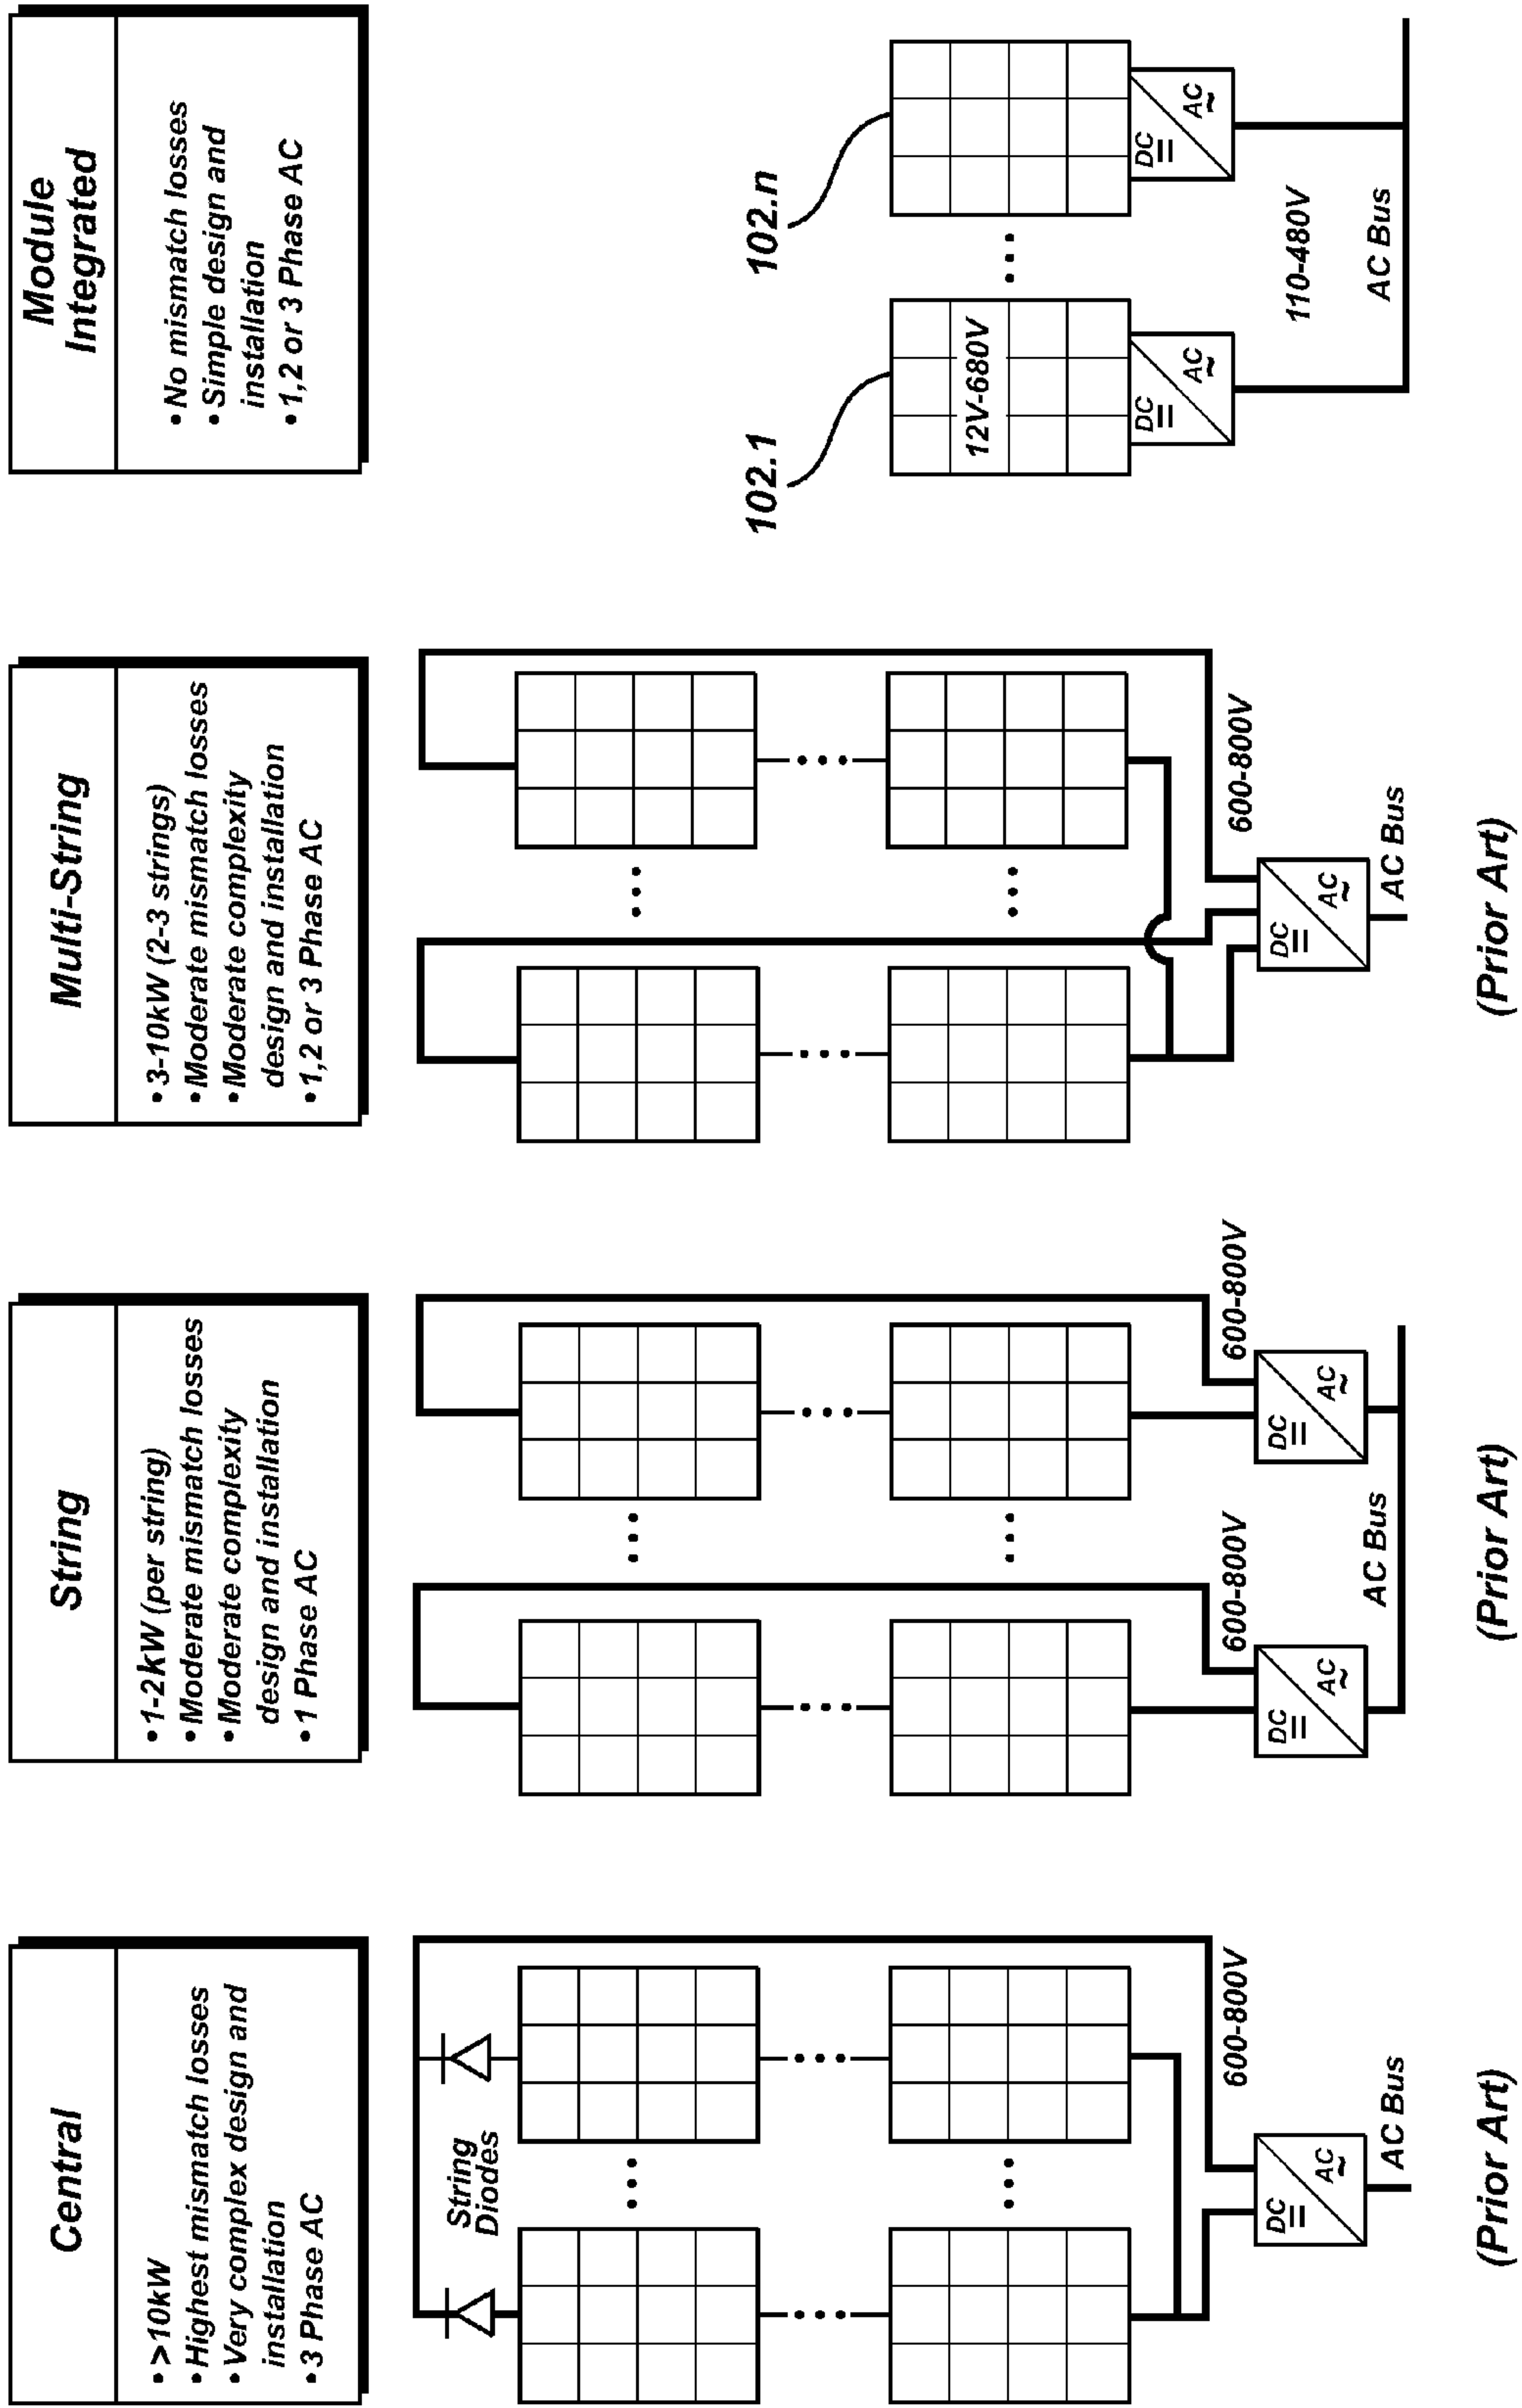 Central
•>10kW
•Highest mismatch losses
•Very complex design and
installation
•3 Phase AC
String
Diodes
600-800V
DC
AC
~
AC Bus
(Prior Art)
String
•1-2kW (per string)
•Moderate mismatch losses
•Moderate complexity
design and installation
•1 Phase AC
600-800V
600-800V
DC
AC
~
DC
AC
~
AC Bus
(Prior Art)
Multi-String
•3-10kW (2-3 strings)
•Moderate mismatch losses
•Moderate complexity
design and installation
•1,2 or 3 Phase AC
600-800V
DC
AC
~
AC Bus
(Prior Art)
Module
Integrated
•No mismatch losses
•Simple design and
installation
•1,2 or 3 Phase AC
102.1
102.n
12V-680V
DC
AC
~
DC
AC
~
110-480V
AC Bus